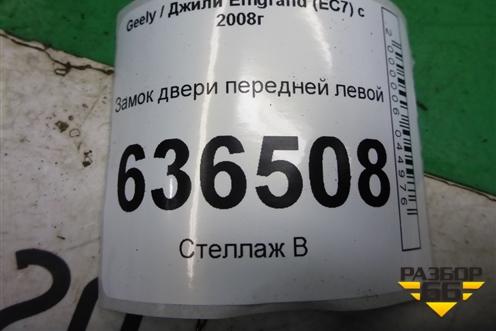 Geely / Джили Emgrand (EC7) с
2008г
Замок двери передней левой
636508
Стеллаж В
2000006044976
РАЗБОР
66